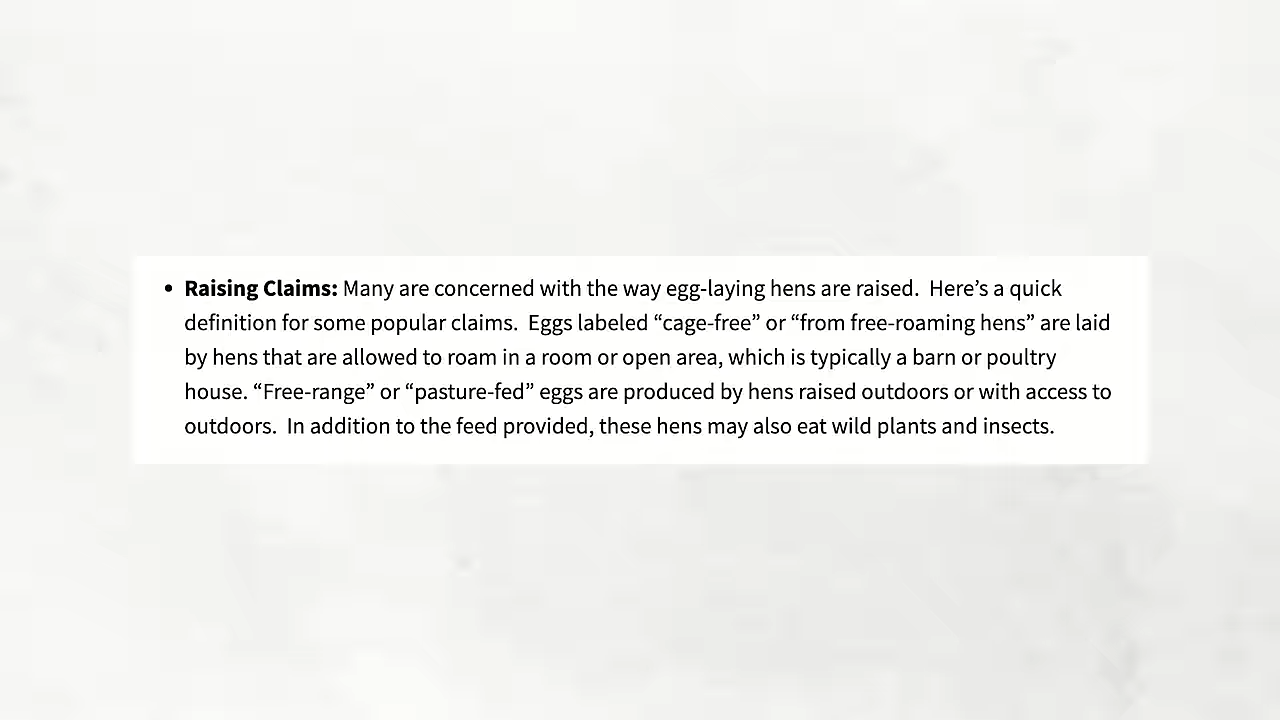 • Raising Claims: Many are concerned with the way egg-laying hens are raised.  Here’s a quick
definition for some popular claims.  Eggs labeled “cage-free” or “from free-roaming hens” are laid
by hens that are allowed to roam in a room or open area, which is typically a barn or poultry
house. “Free-range” or “pasture-fed” eggs are produced by hens raised outdoors or with access to
outdoors.  In addition to the feed provided, these hens may also eat wild plants and insects.